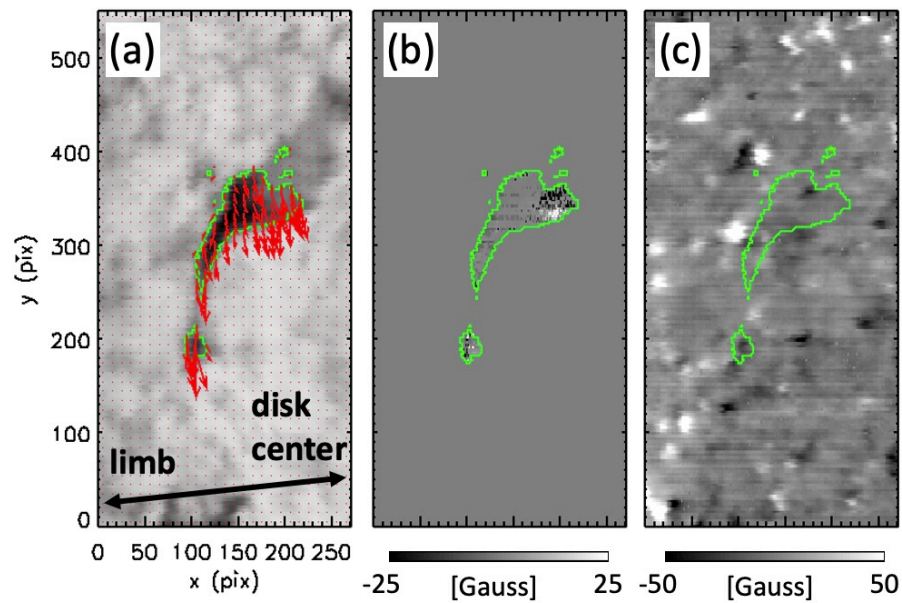 (a)
(b)
(c)
500
400
300
200
100
0
y (pix)
disk
center
limb
0 50 100 150 200 250
x (pix)
-25 [Gauss] 25
-50 [Gauss] 50